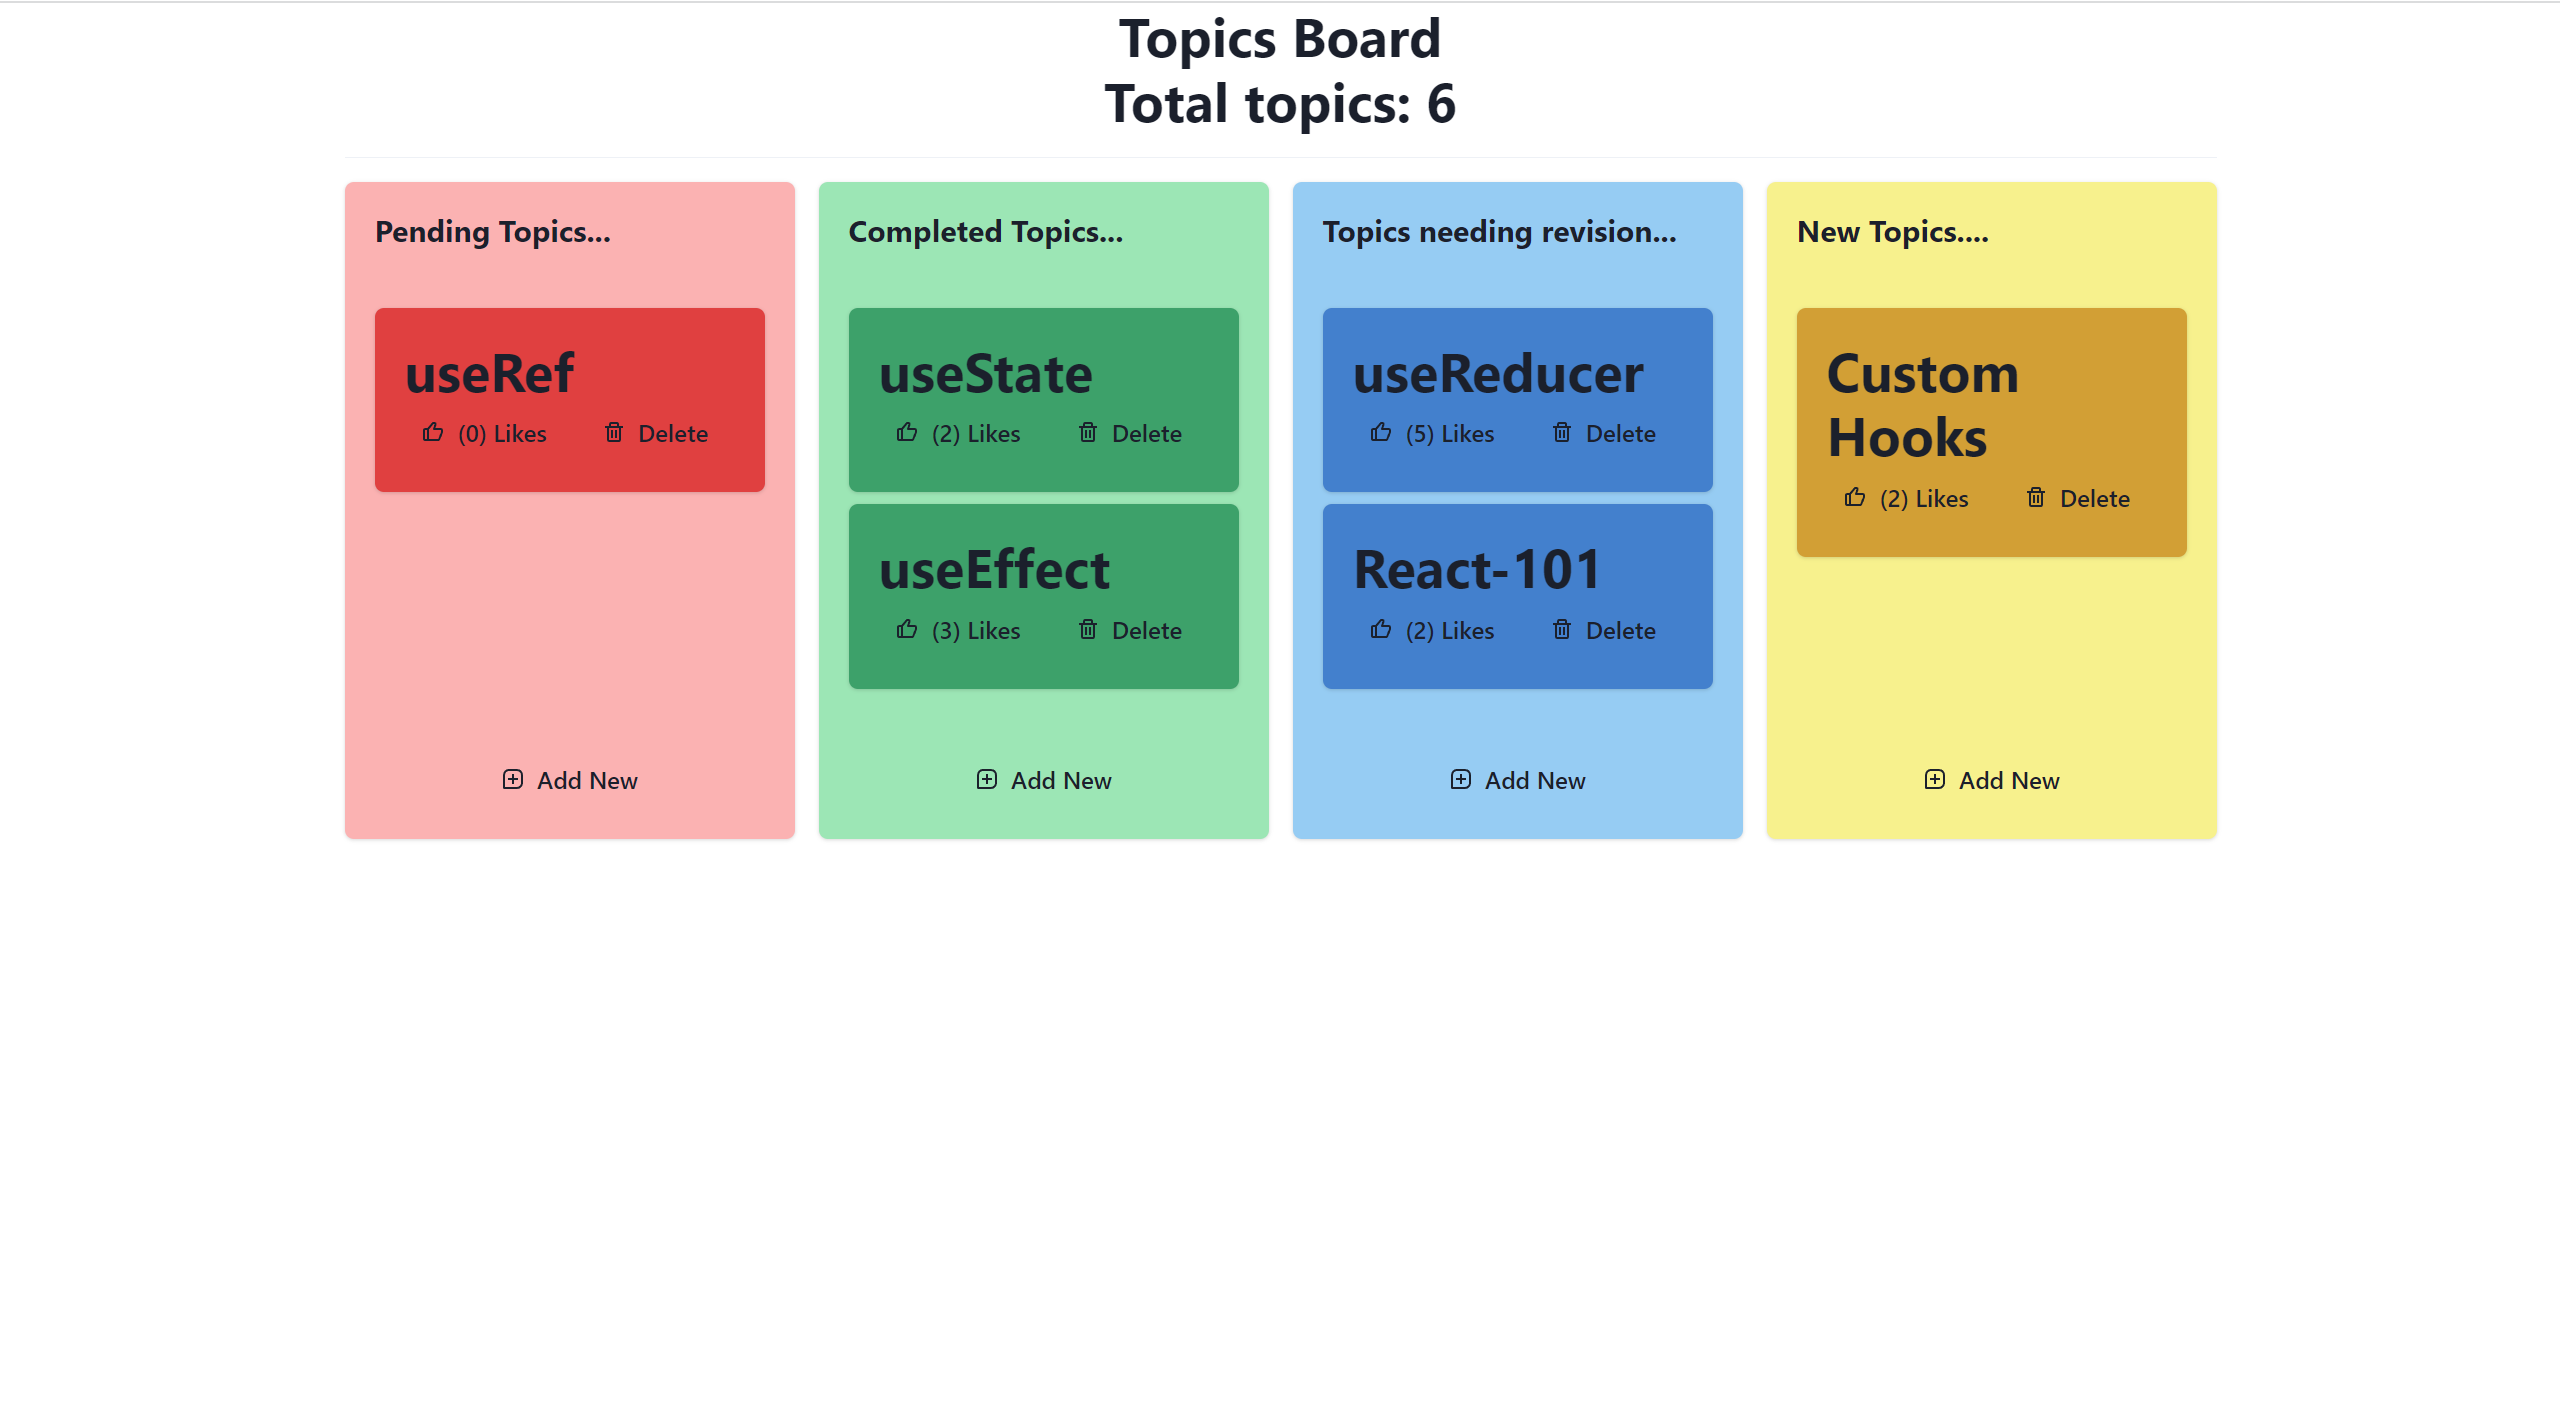 Topics Board
Total topics: 6
Pending Topics...
useRef
(0) Likes
Delete
Add New
Completed Topics...
useState
(2) Likes
Delete
useEffect
(3) Likes
Delete
Add New
Topics needing revision...
useReducer
(5) Likes
Delete
React-101
(2) Likes
Delete
Add New
New Topics....
Custom
Hooks
(2) Likes
Delete
Add New